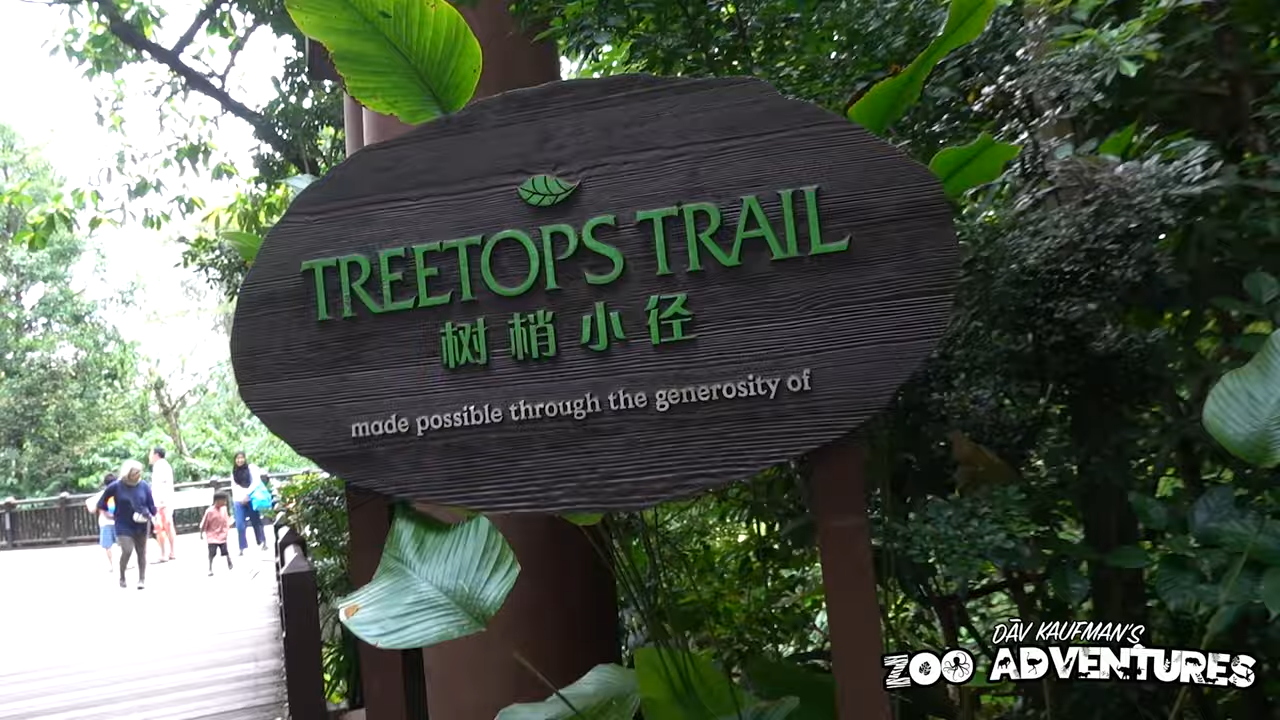 TREETOPS TRAIL
树梢小径
made possible through the generosity of
DĀV KAUFMAN'S
ZOO ADVENTURES